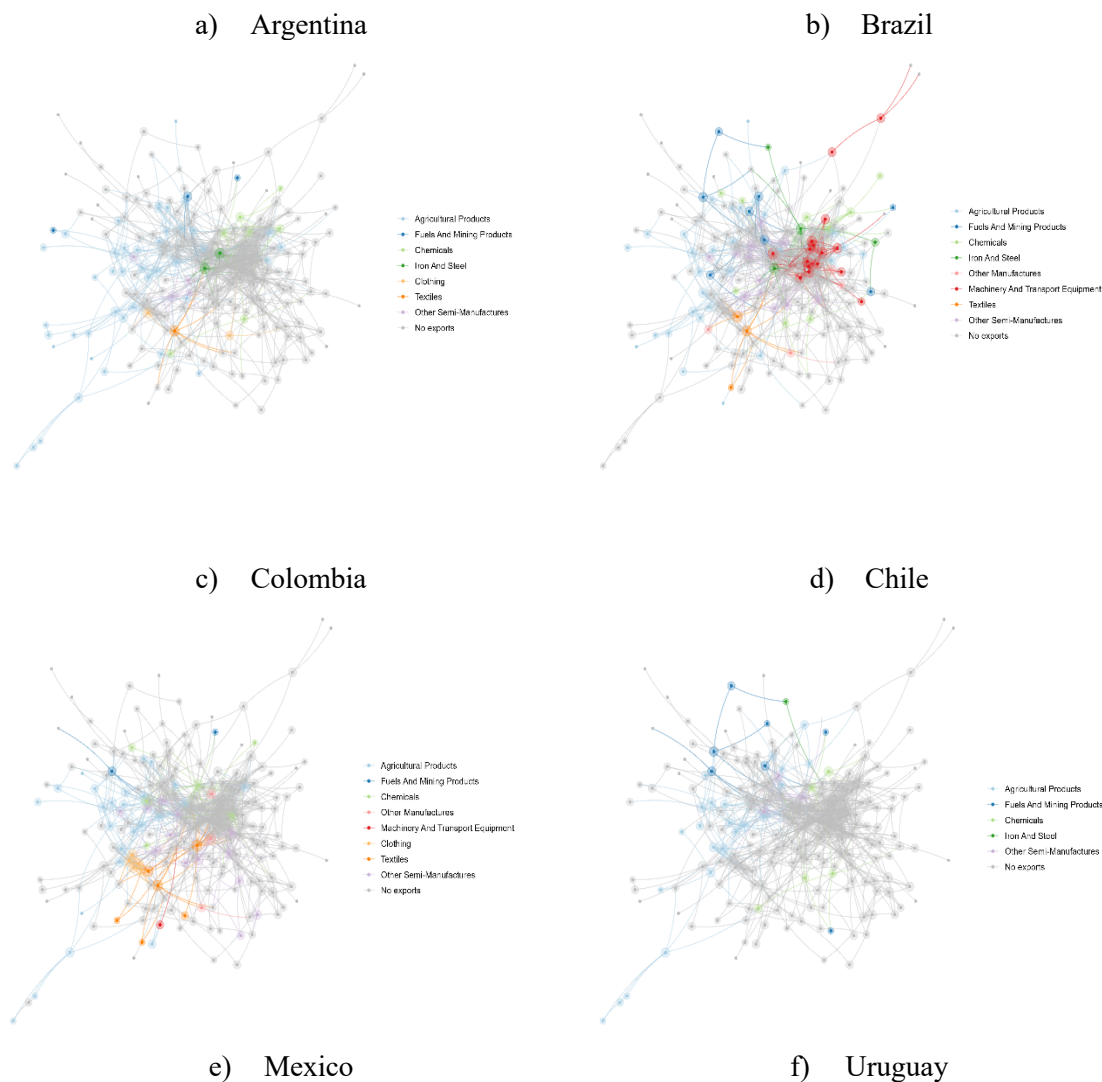 a) Argentina
b) Brazil
Agricultural Products
Fuels And Mining Products
Chemicals
Iron And Steel
Clothing
Textiles
Other Semi-Manufactures
No exports
Agricultural Products
Fuels And Mining Products
Chemicals
Iron And Steel
Other Manufactures
Machinery And Transport Equipment
Textiles
Other Semi-Manufactures
No exports
c) Colombia
d) Chile
Agricultural Products
Fuels And Mining Products
Chemicals
Other Manufactures
Machinery And Transport Equipment
Clothing
Textiles
Other Semi-Manufactures
No exports
Agricultural Products
Fuels And Mining Products
Chemicals
Iron And Steel
Other Semi-Manufactures
No exports
e) Mexico
f) Uruguay